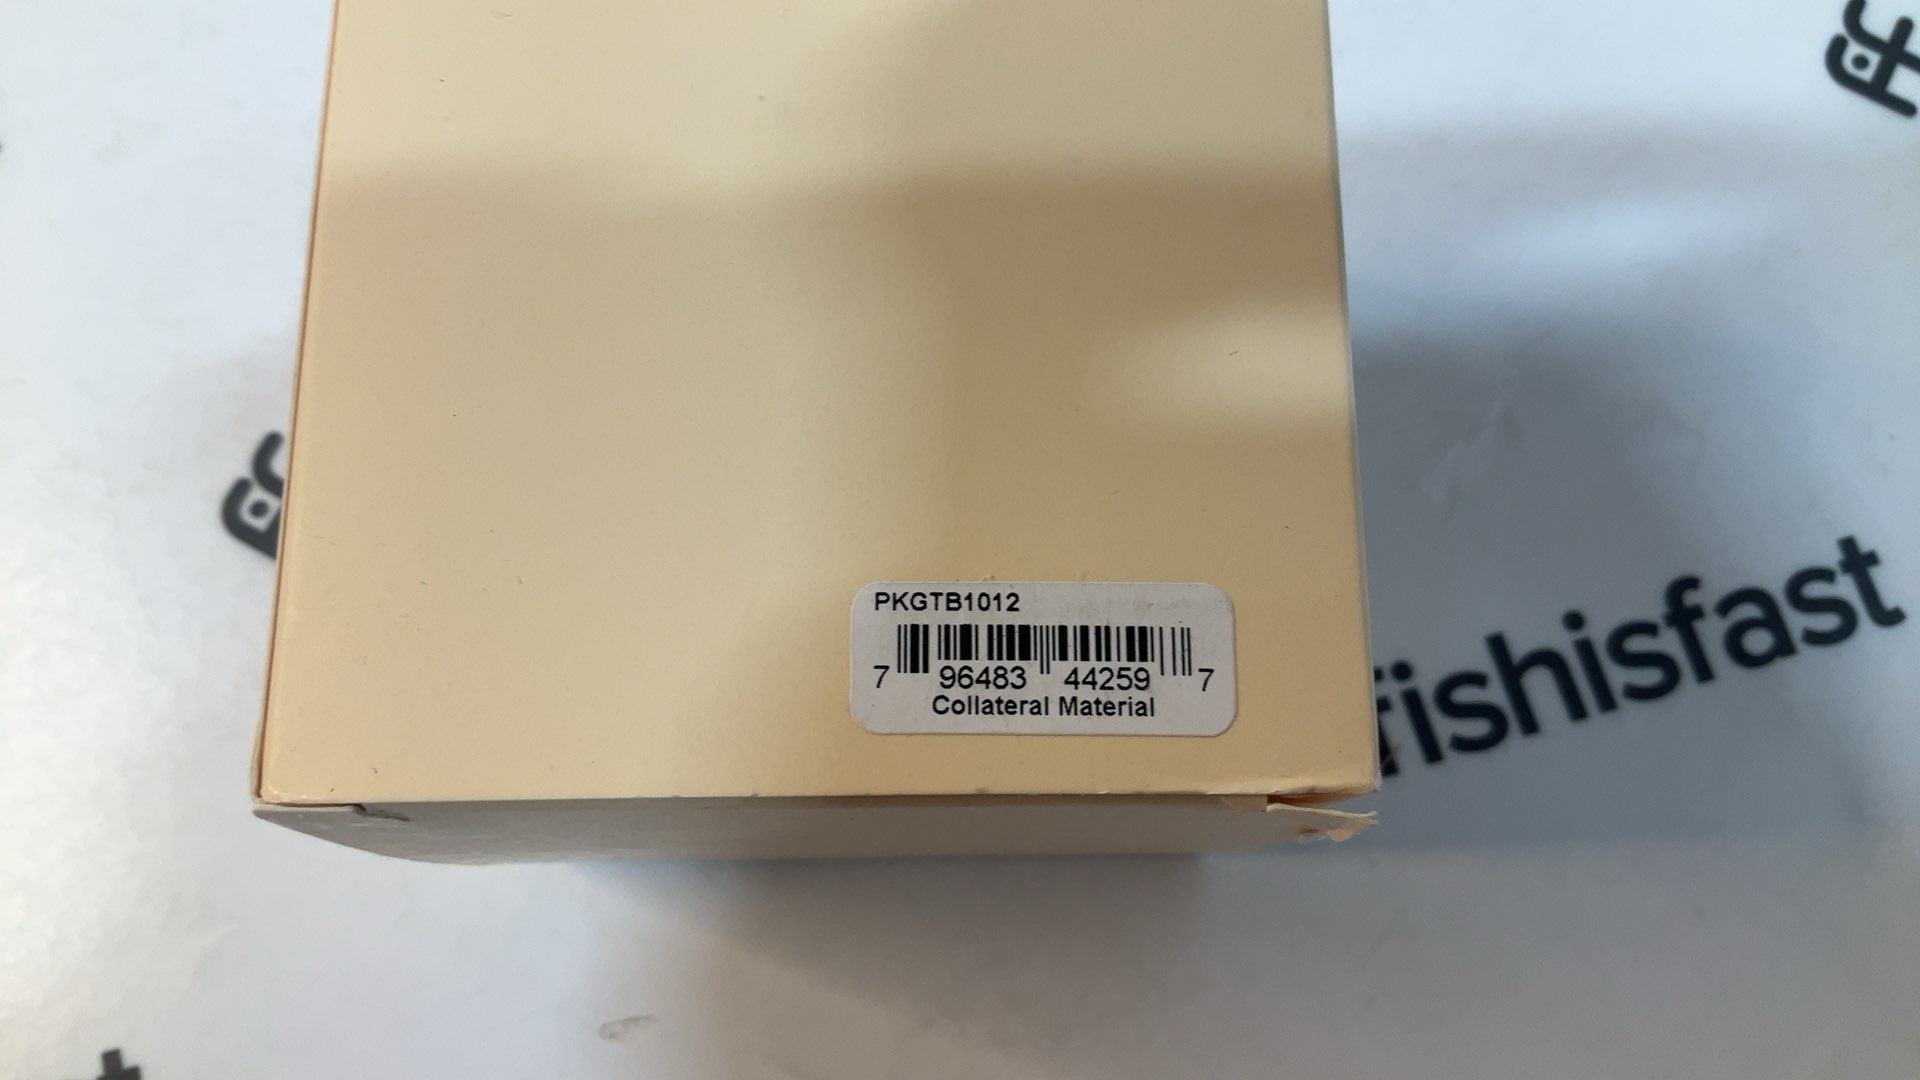 PKGTB1012
7 96483 44259 7
Collateral Material
fishisfast